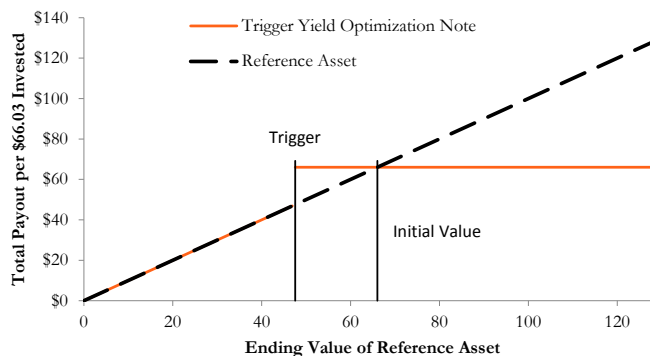 Trigger Yield Optimization Note
Reference Asset
$140
$120
$100
$80
$60
$40
$20
$0
Total Payout per $66.03 Invested
Trigger
Initial Value
0 20 40 60 80 100 120
Ending Value of Reference Asset